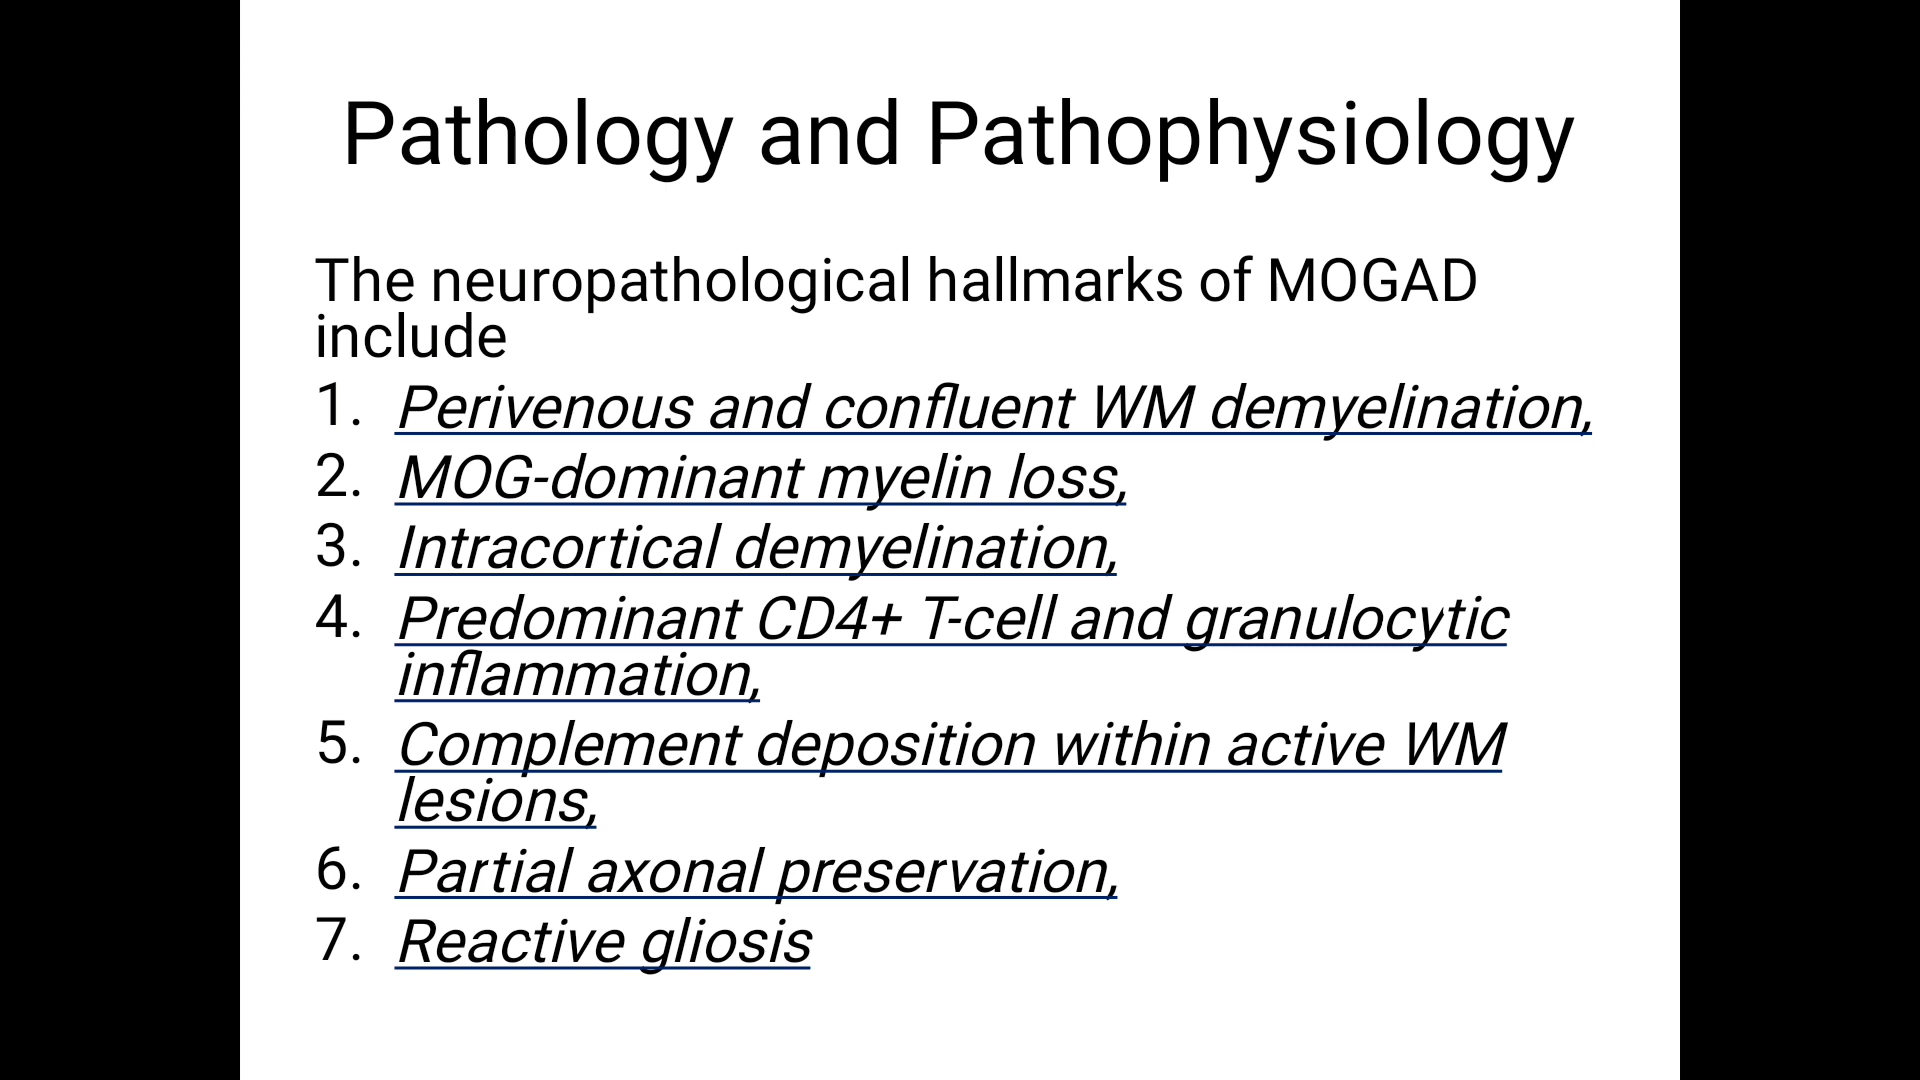 Pathology and Pathophysiology
The neuropathological hallmarks of MOGAD
include
1. Perivenous and confluent WM demyelination,
2. MOG-dominant myelin loss,
3. Intracortical demyelination,
4. Predominant CD4+ T-cell and granulocytic
inflammation,
5. Complement deposition within active WM
lesions,
6. Partial axonal preservation,
7. Reactive gliosis